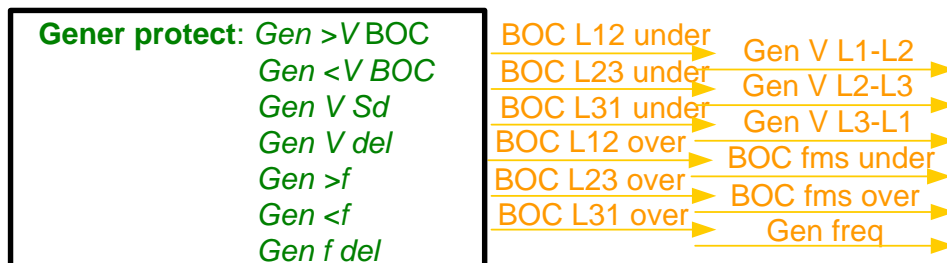 Gener protect: Gen >V BOC
Gen <V BOC
Gen V Sd
Gen V del
Gen >f
Gen <f
Gen f del
BOC L12 under
BOC L23 under
BOC L31 under
BOC L12 over
BOC L23 over
BOC L31 over
Gen V L1-L2
Gen V L2-L3
Gen V L3-L1
BOC fms under
BOC fms over
Gen freq